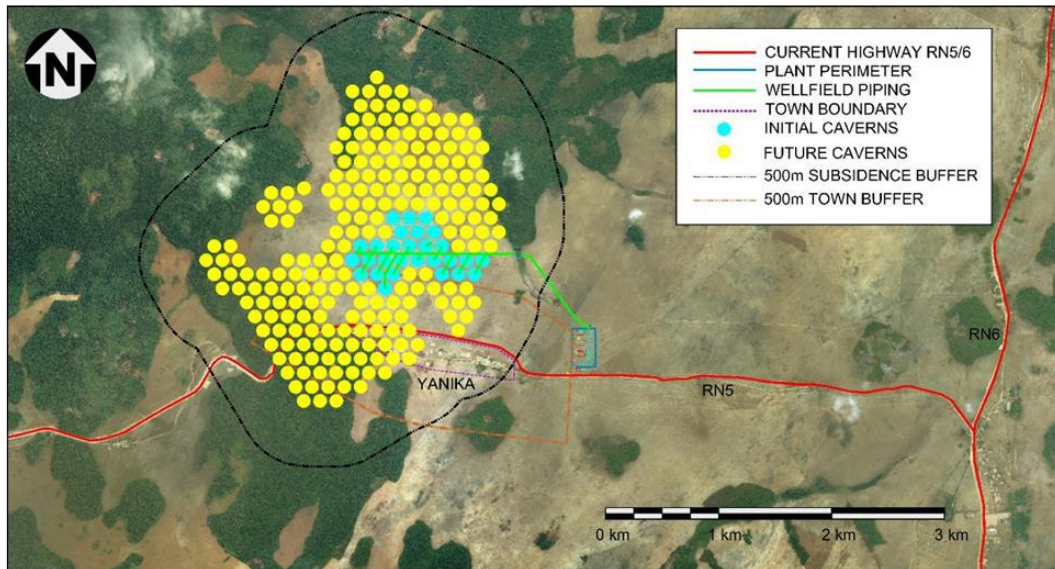 N
CURRENT HIGHWAY RN5/6
PLANT PERIMETER
WELLFIELD PIPING
TOWN BOUNDARY
INITIAL CAVERNS
FUTURE CAVERNS
500m SUBSIDENCE BUFFER
500m TOWN BUFFER
RN6
YANIKA
RN5
0 km 1 km 2 km 3 km